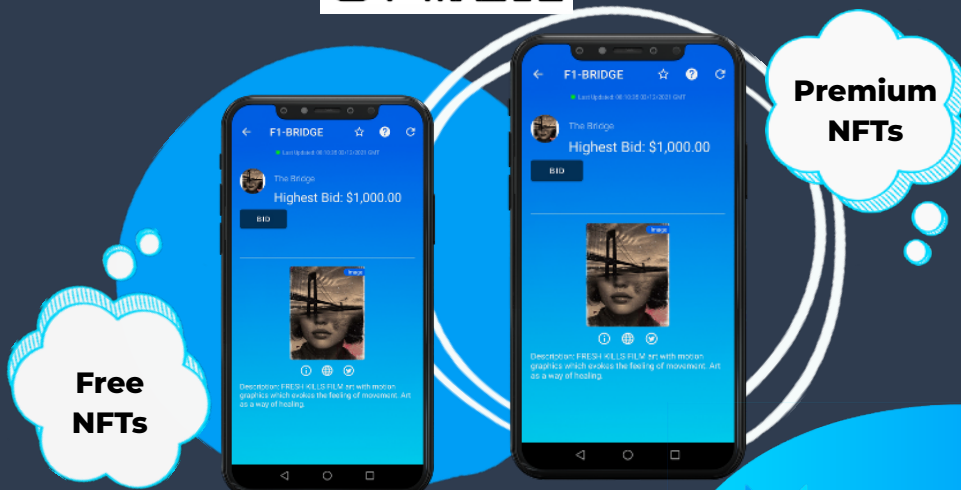 Premium
NFTs
F1-BRIDGE
The Bridge
Highest Bid: $1,000.00
BID
Image
Description: FRESH KILLS FILM art with motion
graphics which evokes the feeling of movement. Art
as a way of healing.
F1-BRIDGE
The Bridge
Highest Bid: $1,000.00
BID
Image
Description: FRESH KILLS FILM art with motion
graphics which evokes the feeling of movement. Art
as a way of healing.
Free
NFTs